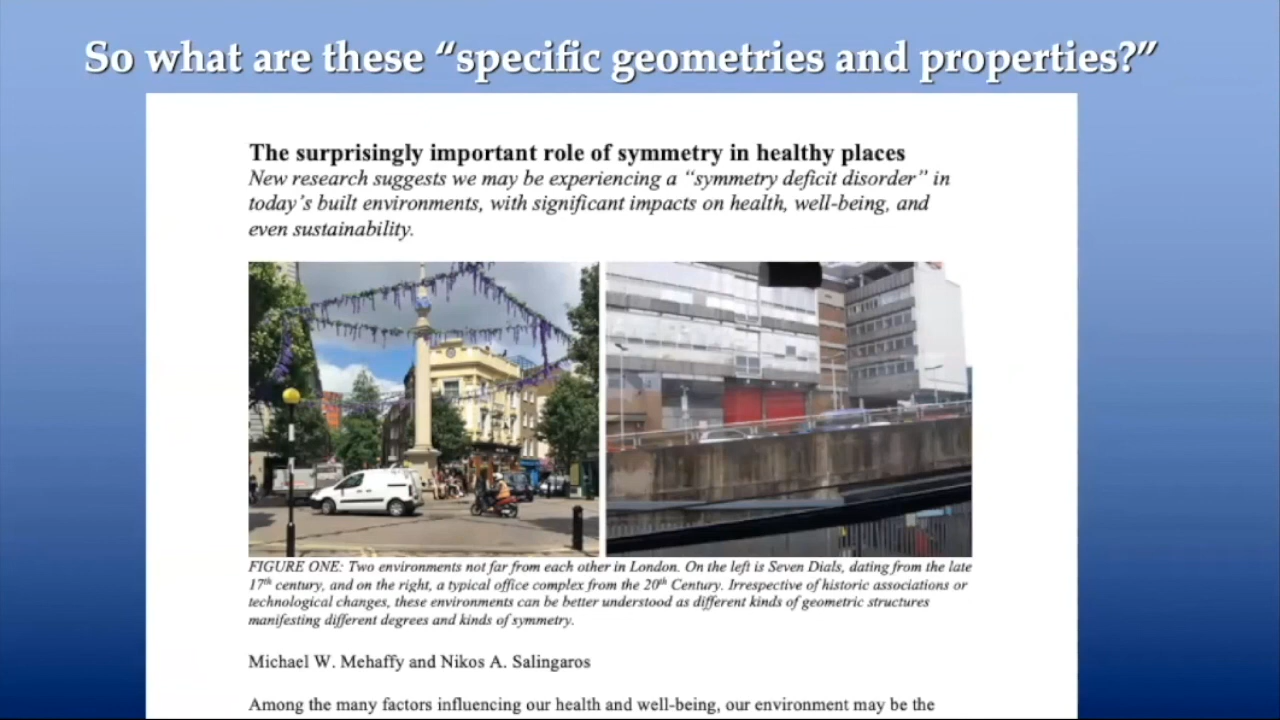 So what are these “specific geometries and properties?”
The surprisingly important role of symmetry in healthy places
New research suggests we may be experiencing a “symmetry deficit disorder” in
today’s built environments, with significant impacts on health, well-being, and
even sustainability.
FIGURE ONE: Two environments not far from each other in London. On the left is Seven Dials, dating from the late
17th century, and on the right, a typical office complex from the 20th Century. Irrespective of historic associations or
technological changes, these environments can be better understood as different kinds of geometric structures
manifesting different degrees and kinds of symmetry.
Michael W. Mehaffy and Nikos A. Salingaros
Among the many factors influencing our health and well-being, our environment may be the